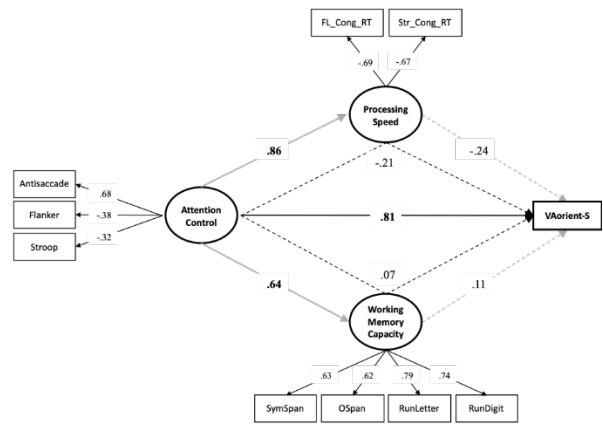 FL_Cong_RT
Str_Cong_RT
-.69
-.67
Processing
Speed
.86
-.24
-.21
Antisaccade
.68
Flanker
-.38
Stroop
-.32
Attention
Control
.81
VAorient-S
.64
.07
.11
Working
Memory
Capacity
.63
.62
.79
.74
SymSpan
OSpan
RunLetter
RunDigit